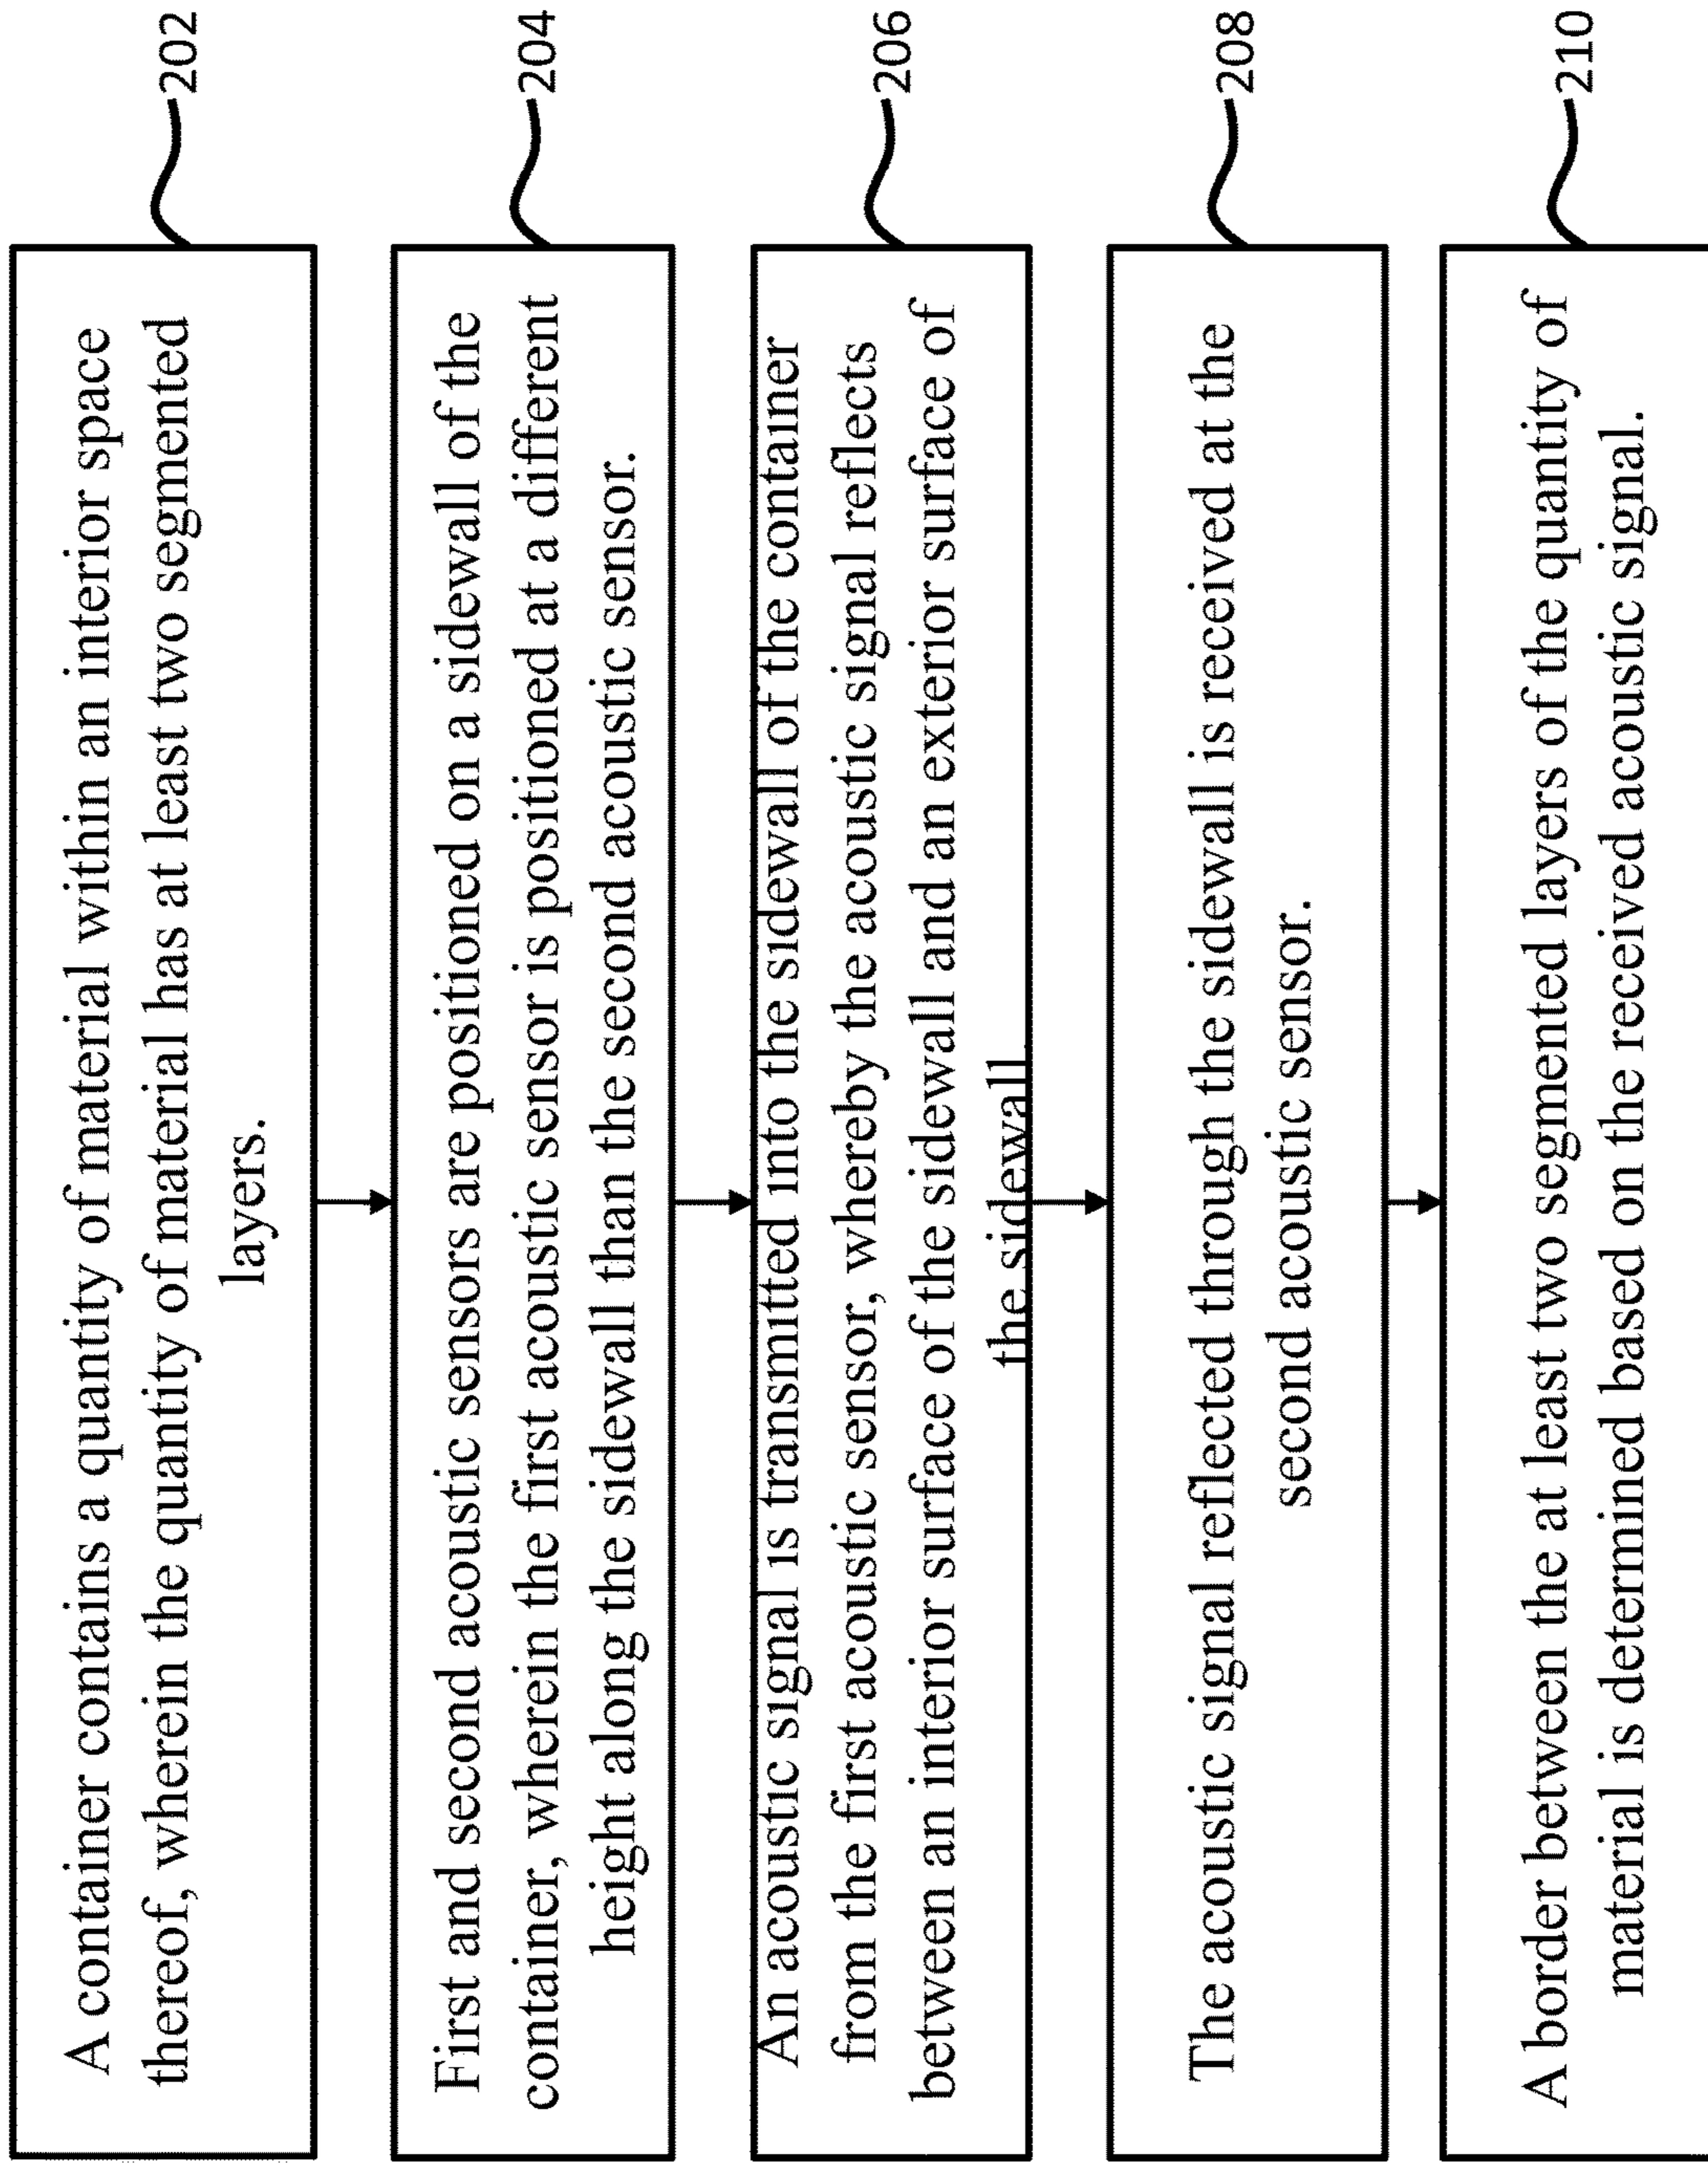 A container contains a quantity of material within an interior space
thereof, wherein the quantity of material has at least two segmented
layers.
202
First and second acoustic sensors are positioned on a sidewall of the
container, wherein the first acoustic sensor is positioned at a different
height along the sidewall than the second acoustic sensor.
204
An acoustic signal is transmitted into the sidewall of the container
from the first acoustic sensor, whereby the acoustic signal reflects
between an interior surface of the sidewall and an exterior surface of
the sidewall
206
The acoustic signal reflected through the sidewall is received at the
second acoustic sensor.
208
A border between the at least two segmented layers of the quantity of
material is determined based on the received acoustic signal.
210